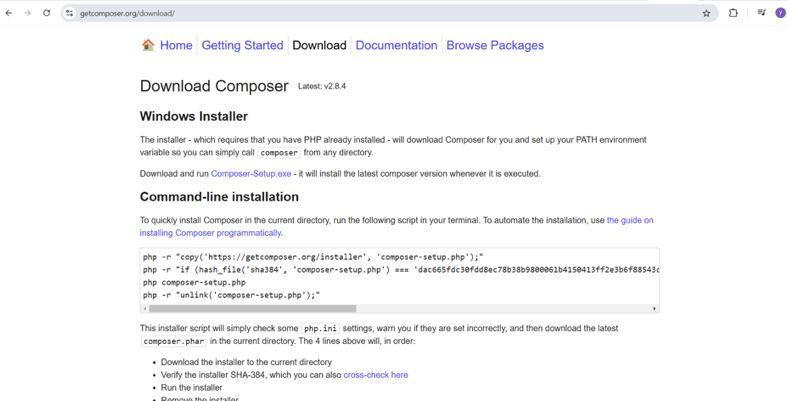 getcomposer.org/download/
Y
Home Getting Started Download Documentation Browse Packages
Download Composer Latest: v2.8.4
Windows Installer
The installer - which requires that you have PHP already installed - will download Composer for you and set up your PATH environment
variable so you can simply call composer from any directory.
Download and run Composer-Setup.exe - it will install the latest composer version whenever it is executed.
Command-line installation
To quickly install Composer in the current directory, run the following script in your terminal. To automate the installation, use the guide on
installing Composer programmatically.
php -r "copy('https://getcomposer.org/installer', 'composer-setup.php');"
php -r "if (hash_file('sha384', 'composer-setup.php') === 'dac665fdc30fdd8ec78b38b9800061b4150413ff2e3b6f88543c
php composer-setup.php
php -r "unlink('composer-setup.php');"
This installer script will simply check some php.ini settings, warn you if they are set incorrectly, and then download the latest
composer.phar in the current directory. The 4 lines above will, in order:
• Download the installer to the current directory
• Verify the installer SHA-384, which you can also cross-check here
• Run the installer
• Remove the installer